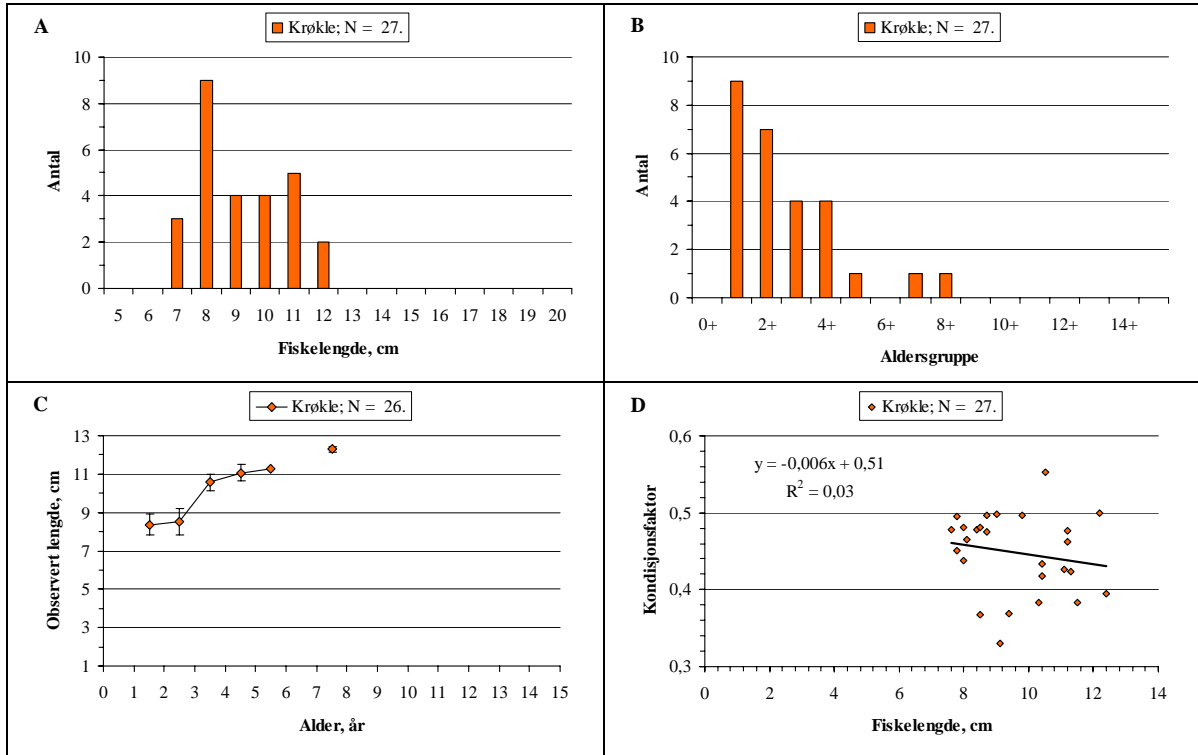 A
Krøkle; N = 27.
Antal
10
8
6
4
2
0
5 6 7 8 9 10 11 12 13 14 15 16 17 18 19 20
Fiskelengde, cm
B
Krøkle; N = 27.
Antal
10
8
6
4
2
0
0+ 2+ 4+ 6+ 8+ 10+ 12+ 14+
Aldersgruppe
C
Krøkle; N = 26.
Observert lengde, cm
13
11
9
7
5
3
1
0 1 2 3 4 5 6 7 8 9 10 11 12 13 14 15
Alder, år
D
Krøkle; N = 27.
Kondisjonsfaktor
0,6
0,5
0,4
0,3
y = -0,006x + 0,51
R² = 0,03
0 2 4 6 8 10 12 14
Fiskelengde, cm